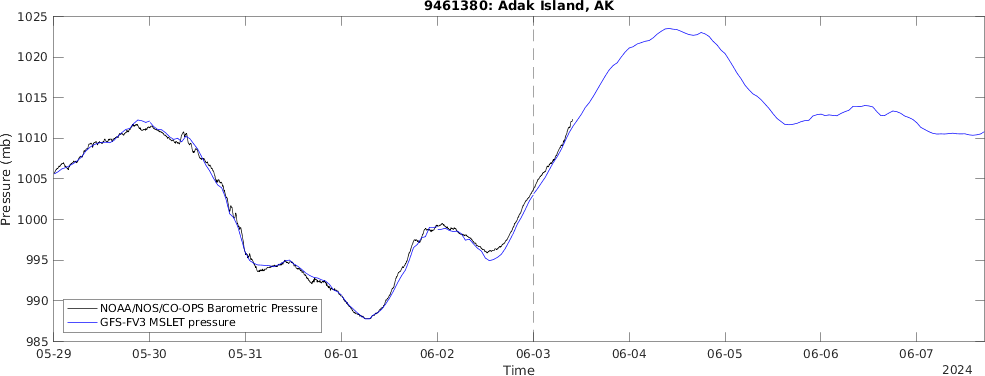 9461380: Adak Island, AK
1025
1020
1015
1010
1005
1000
995
990
985
Pressure (mb)
NOAA/NOS/CO-OPS Barometric Pressure
GFS-FV3 MSLET pressure
05-29 05-30 05-31 06-01 06-02 06-03 06-04 06-05 06-06 06-07
Time
2024